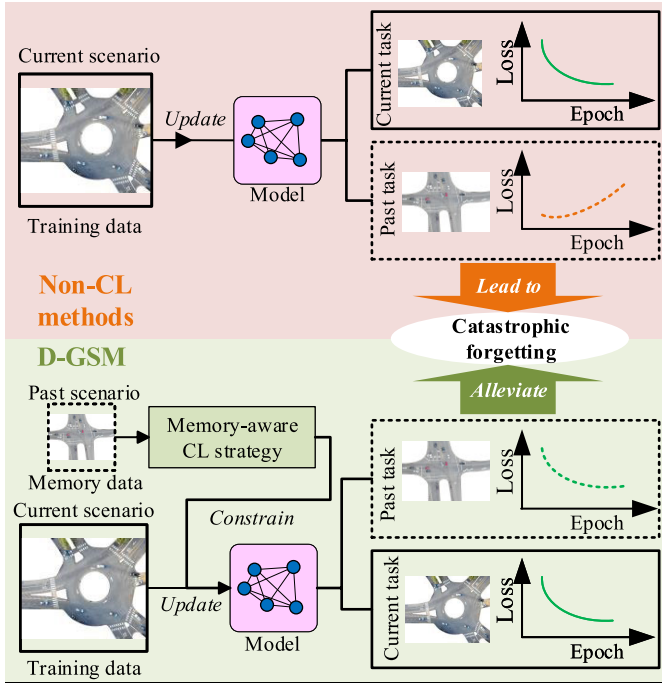 Current scenario
Update
Training data
Model
Current task
Loss
Epoch
Past task
Loss
Epoch
Non-CL
methods
Lead to
Catastrophic
forgetting
D-GSM
Alleviate
Past scenario
Memory-aware
CL strategy
Memory data
Current scenario
Constrain
Update
Training data
Model
Past task
Loss
Epoch
Current task
Loss
Epoch